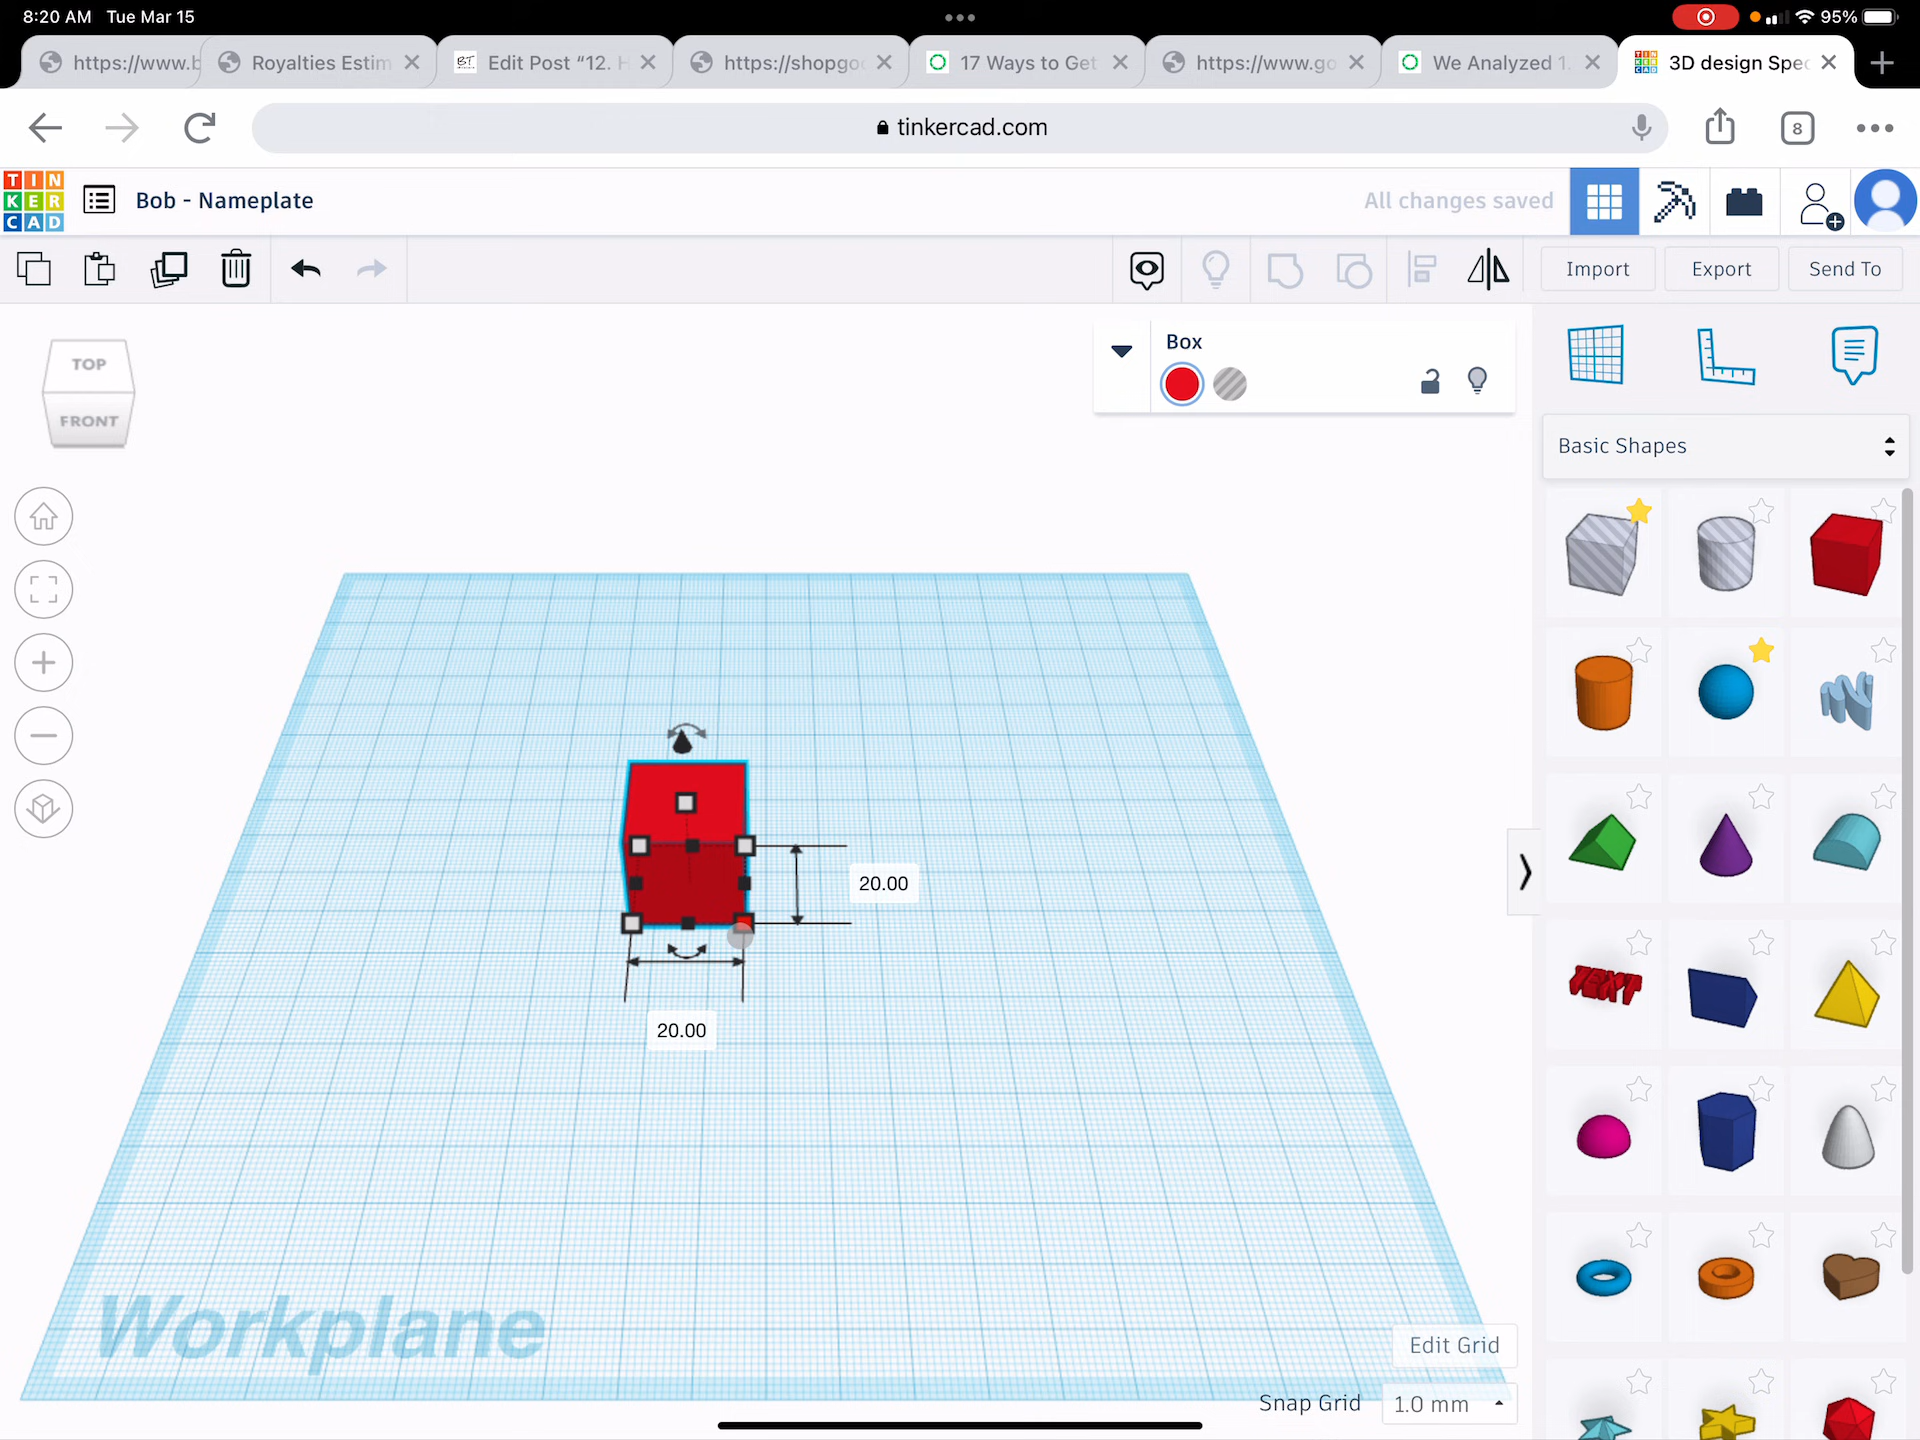 8:20 AM Tue Mar 15
95%
https://www.b
Royalties Estim
BT
Edit Post “12. H
https://shopgoo
17 Ways to Get
https://www.go
We Analyzed 1.
3D design Spec
tinkercad.com
8
TIN
KER
CAD
Bob - Nameplate
All changes saved
Import
Export
Send To
TOP
FRONT
Box
Basic Shapes
TEXT
20.00
20.00
Workplane
Edit Grid
Snap Grid
1.0 mm